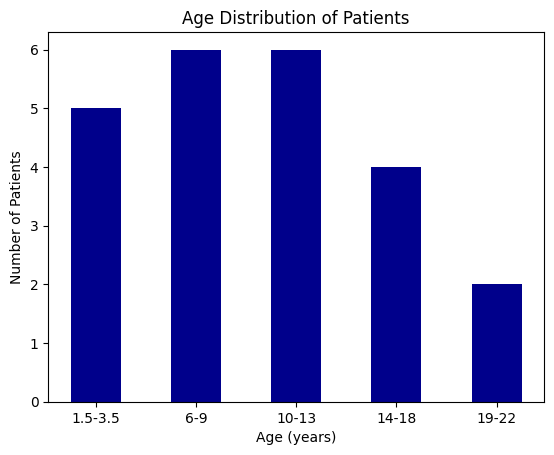 Age Distribution of Patients
6
5
4
3
2
1
0
Number of Patients
1.5-3.5 6-9 10-13 14-18 19-22
Age (years)